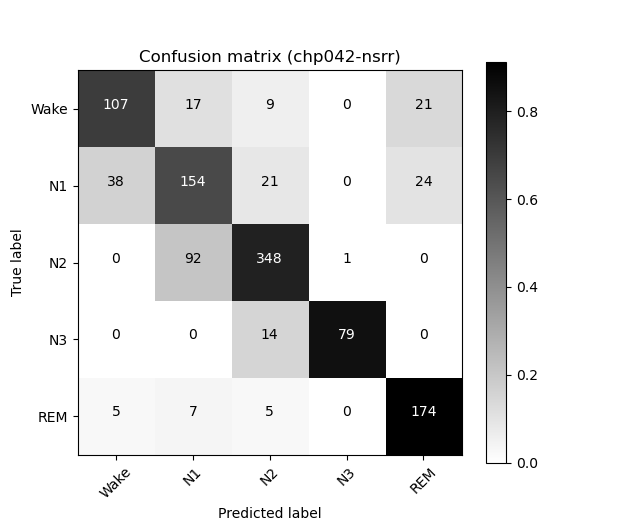 Confusion matrix (chp042-nsrr)
Wake 107 17 9 0 21
N1 38 154 21 0 24
N2 0 92 348 1 0
N3 0 0 14 79 0
REM 5 7 5 0 174
Wake N1 N2 N3 REM
Predicted label
True label
0.8
0.6
0.4
0.2
0.0